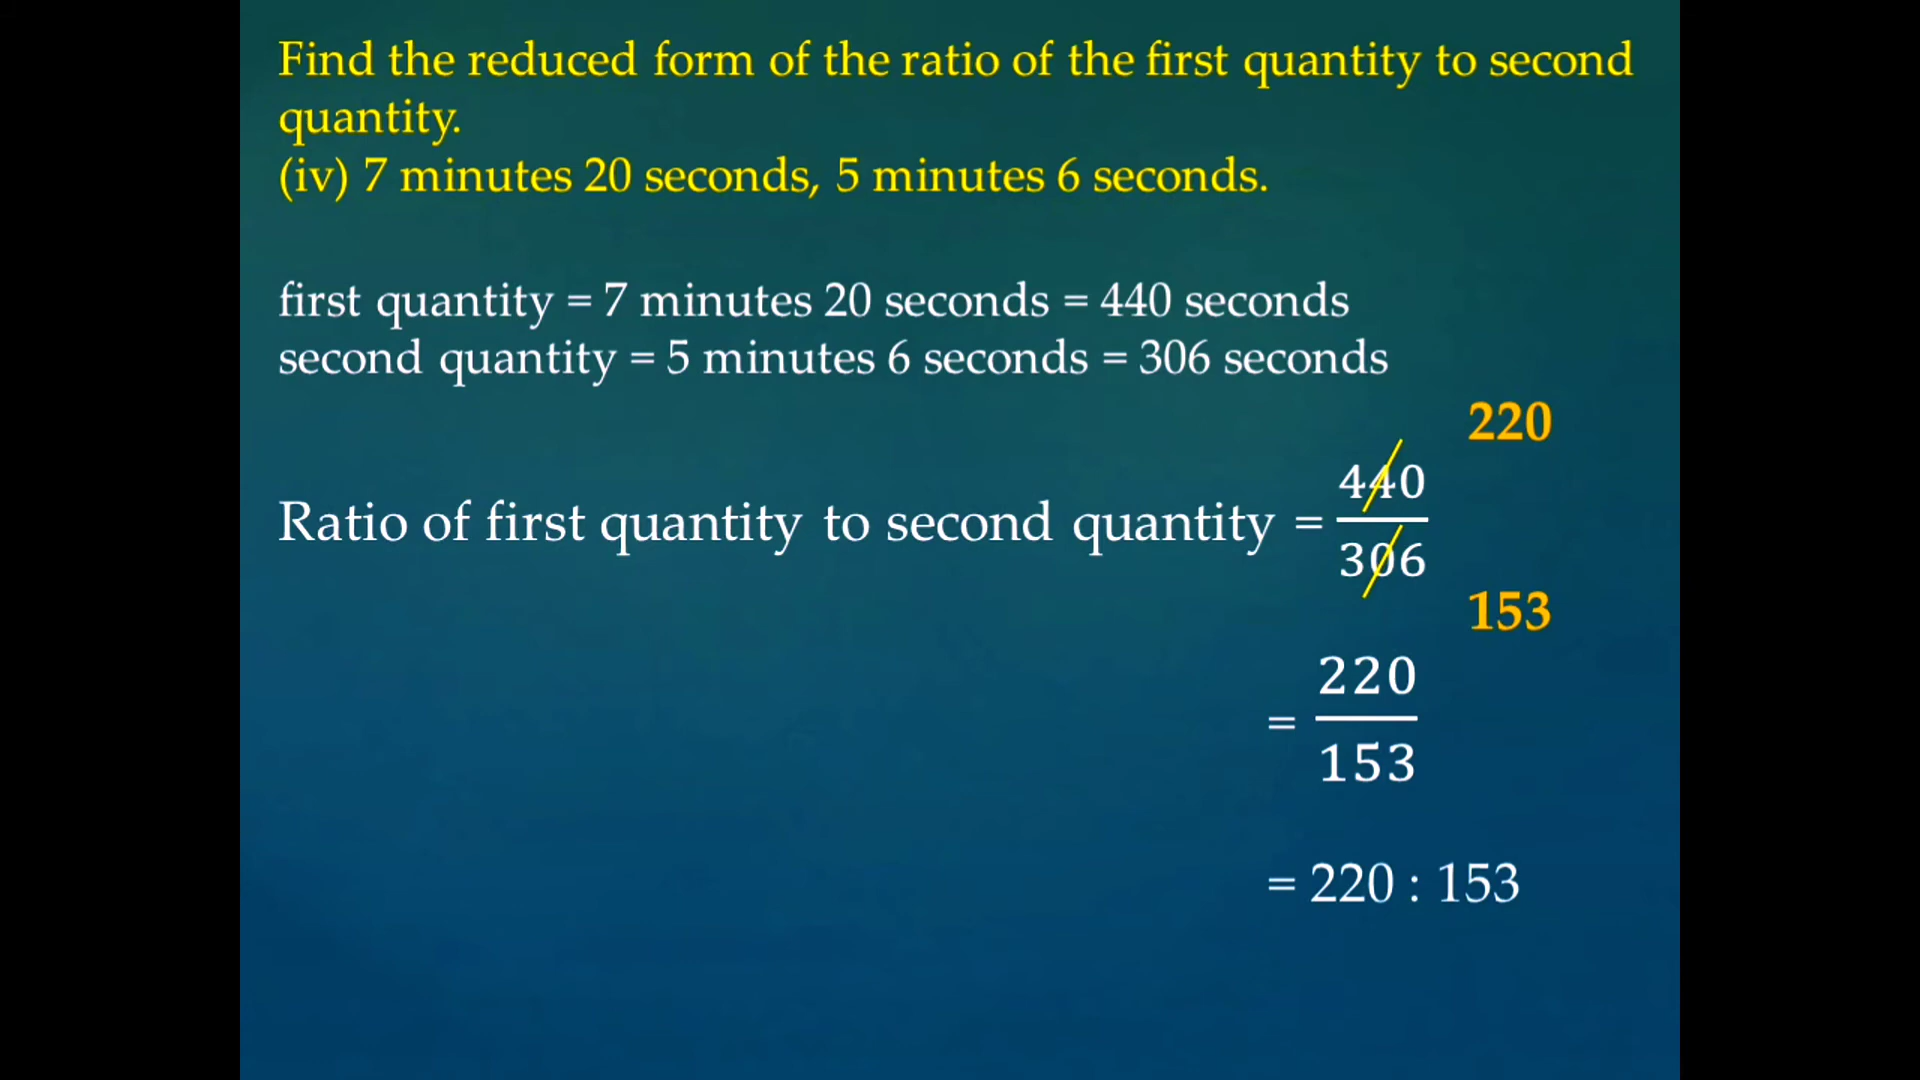 Find the reduced form of the ratio of the first quantity to second
quantity.
(iv) 7 minutes 20 seconds, 5 minutes 6 seconds.
first quantity = 7 minutes 20 seconds = 440 seconds
second quantity = 5 minutes 6 seconds = 306 seconds
220
Ratio of first quantity to second quantity = 440/306
153
= 220/153
= 220 : 153